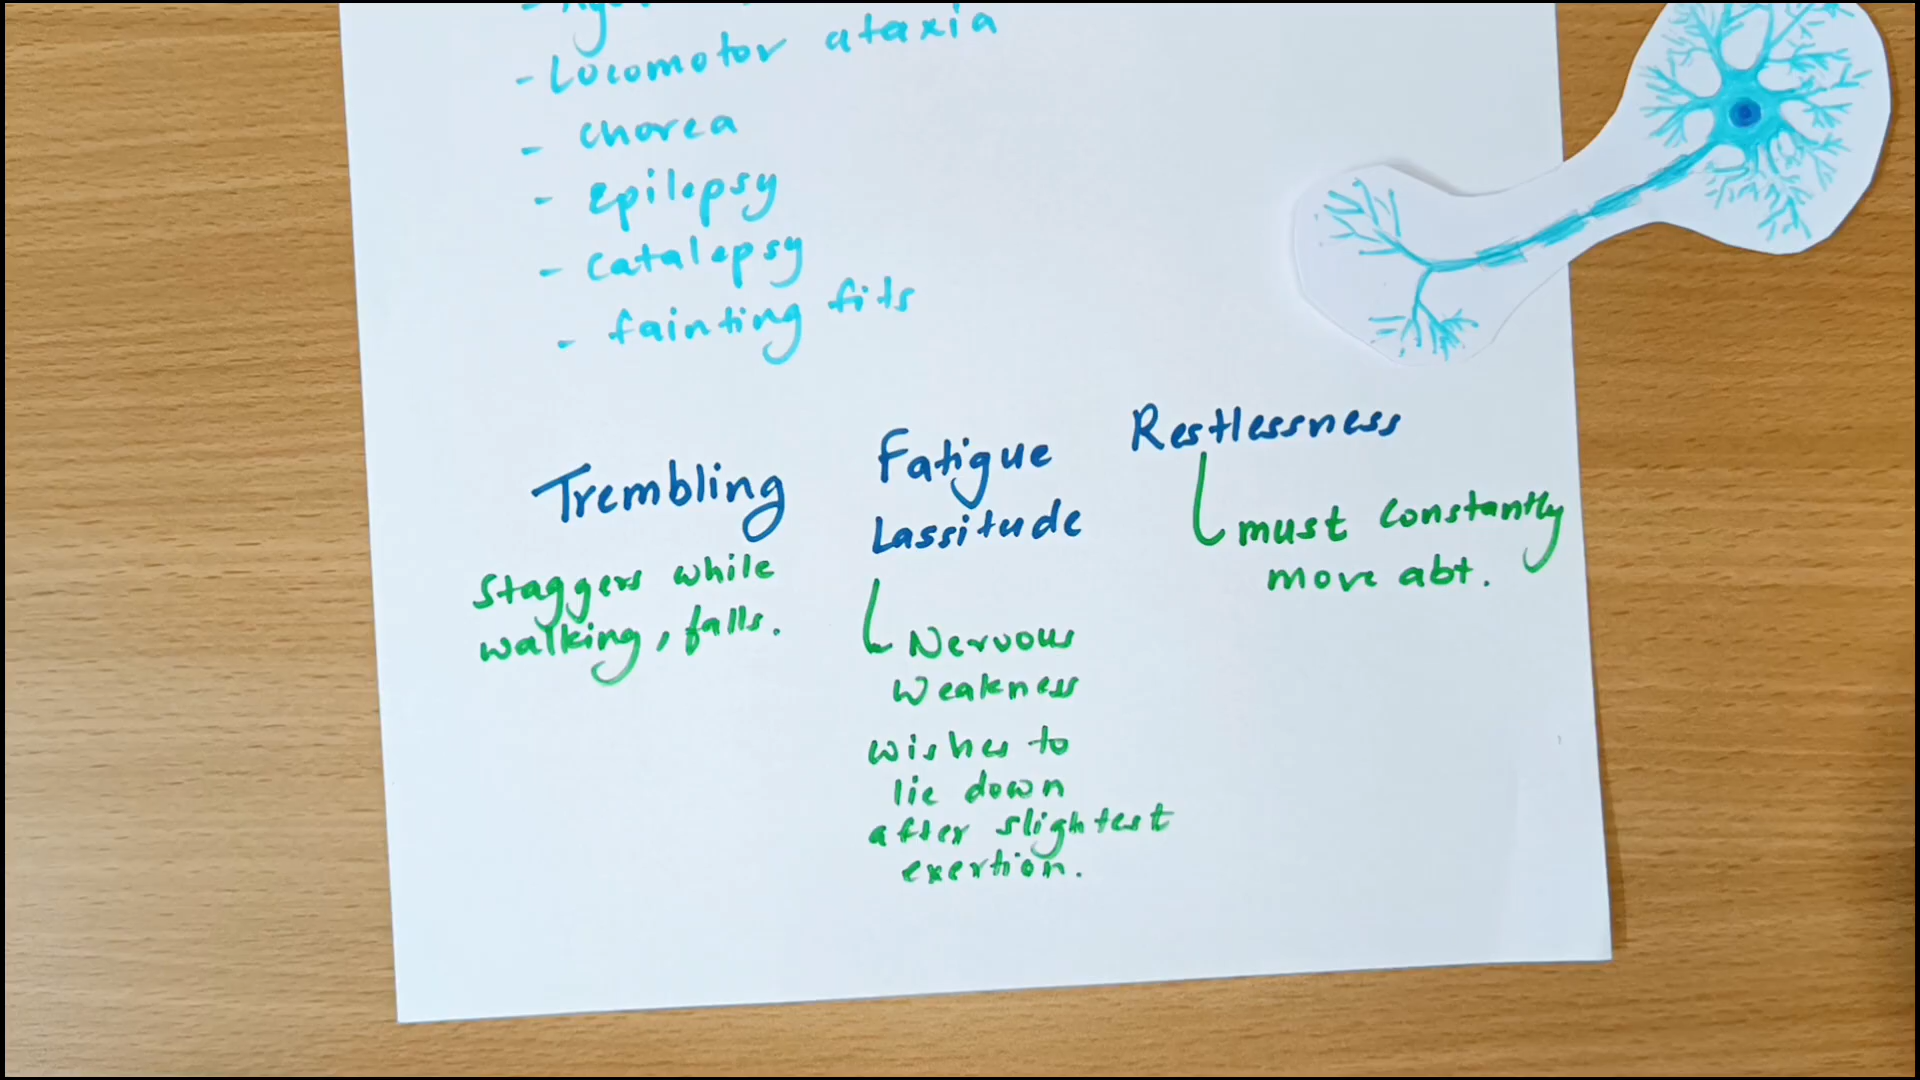 - Locomotor ataxia
- chorea
- Epilepsy
- catalepsy
- fainting fits
Trembling
staggers while
walking, falls.
Fatigue
Lassitude
Nervous
Weakness
wishes to
lie down
after slightest
exertion.
Restlessness
must constantly
move abt.